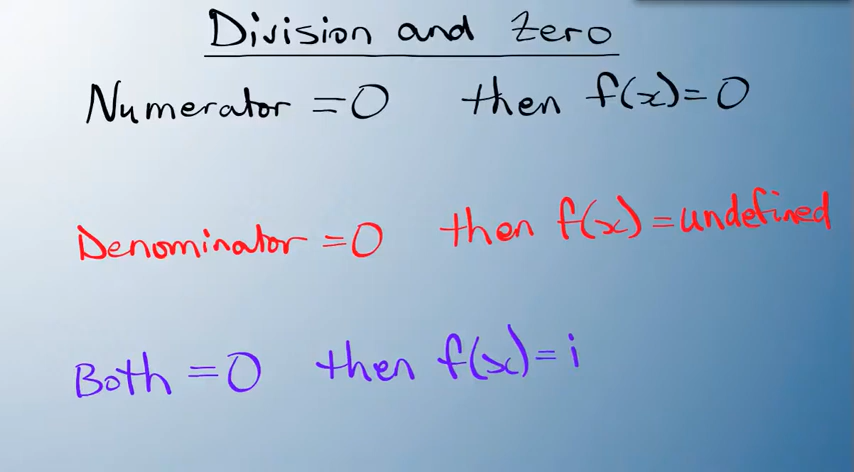 Division and Zero
Numerator = 0 then f(x) = 0
Denominator = 0 then f(x) = undefined
Both = 0 then f(x) = i